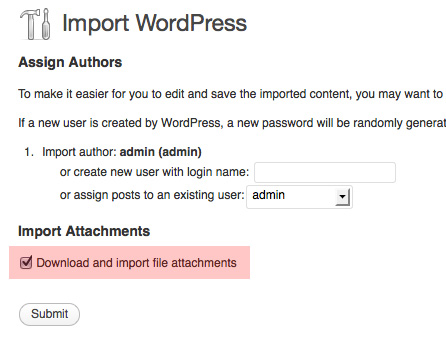 Import WordPress
Assign Authors
To make it easier for you to edit and save the imported content, you may want to
If a new user is created by WordPress, a new password will be randomly
1. Import author: admin (admin)
or create new user with login name:
or assign posts to an existing user: admin
Import Attachments
Download and import file attachments
Submit